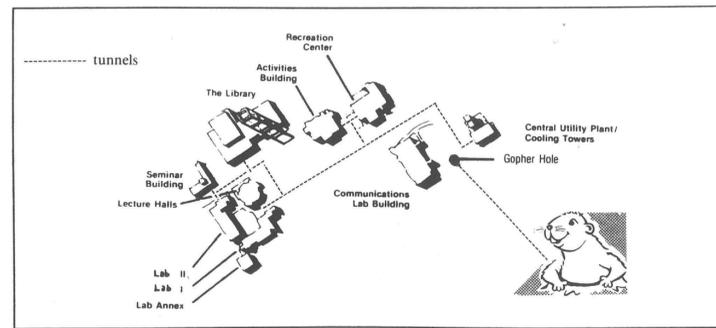 tunnels
Recreation
Center
Activities
Building
The Library
Central Utility Plant/
Cooling Towers
Gopher Hole
Seminar
Building
Lecture Halls
Communications
Lab Building
Lab II
Lab I
Lab Annex